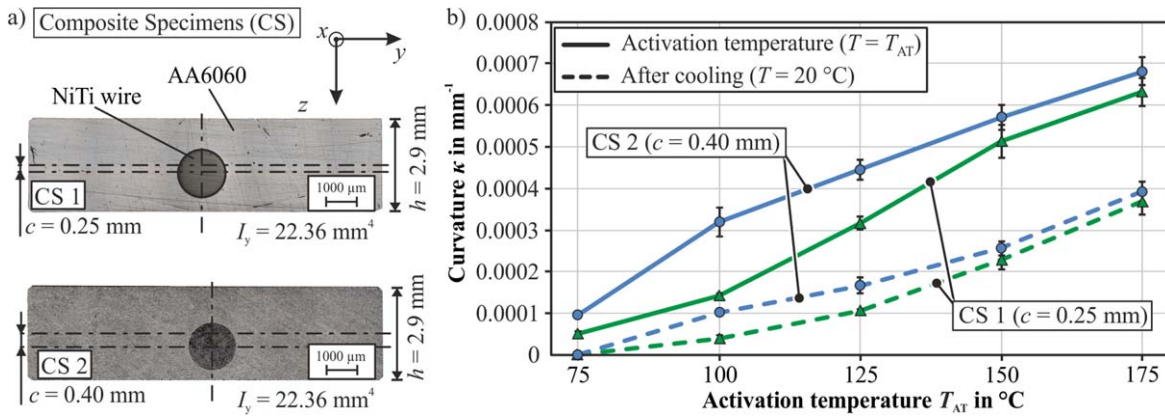 a)
Composite Specimens (CS)
x
y
z
AA6060
NiTi wire
CS 1
1000 µm
h = 2.9 mm
c = 0.25 mm
I_y = 22.36 mm⁴
CS 2
1000 µm
h = 2.9 mm
c = 0.40 mm
I_y = 22.36 mm⁴
b)
Curvature κ in mm⁻¹
0.0008
0.0007
0.0006
0.0005
0.0004
0.0003
0.0002
0.0001
0
Activation temperature (T = T_AT)
After cooling (T = 20 °C)
CS 2 (c = 0.40 mm)
CS 1 (c = 0.25 mm)
75 100 125 150 175
Activation temperature T_AT in °C